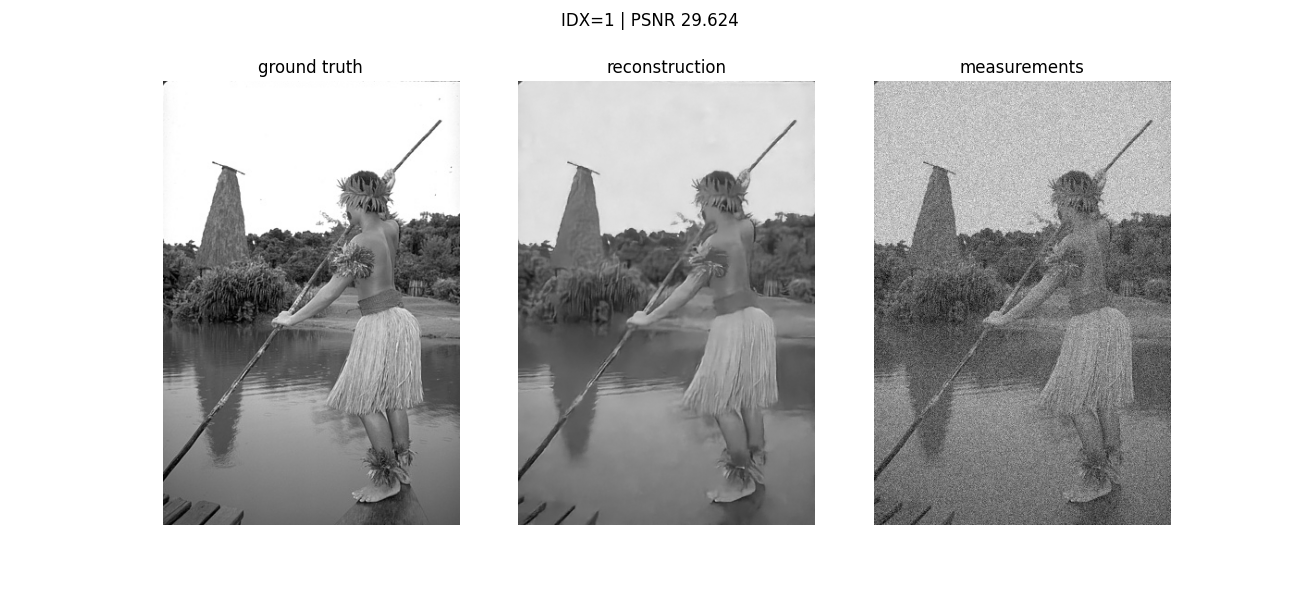 IDX=1 | PSNR 29.624
ground truth
reconstruction
measurements